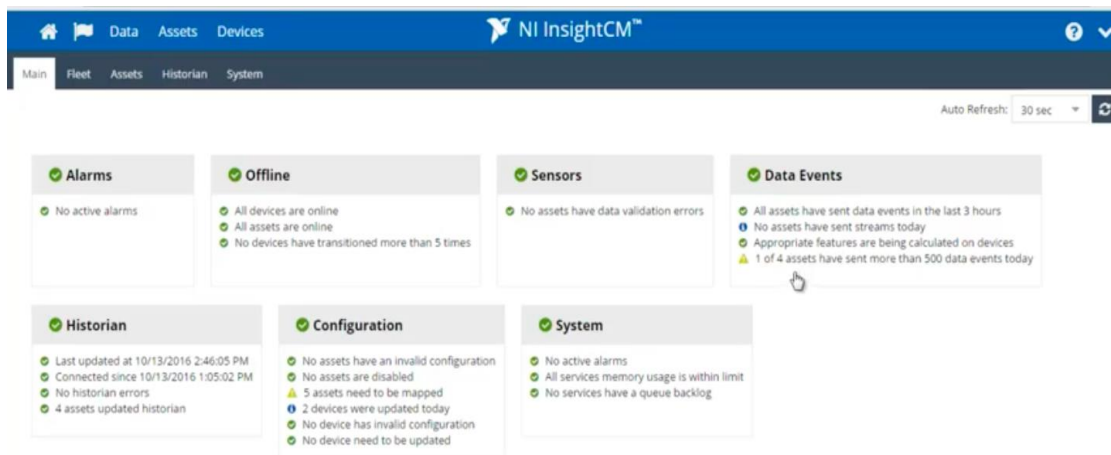 Data Assets Devices NI InsightCM™
Main Fleet Assets Historian System
Auto Refresh: 30 sec
Alarms
No active alarms
Offline
All devices are online
All assets are online
No devices have transitioned more than 5 times
Sensors
No assets have data validation errors
Data Events
All assets have sent data events in the last 3 hours
No assets have sent streams today
Appropriate features are being calculated on devices
1 of 4 assets have sent more than 500 data events today
Historian
Last updated at 10/13/2016 2:46:05 PM
Connected since 10/13/2016 1:05:02 PM
No historian errors
4 assets updated historian
Configuration
No assets have an invalid configuration
No assets are disabled
5 assets need to be mapped
2 devices were updated today
No device has invalid configuration
No device need to be updated
System
No active alarms
All services memory usage is within limit
No services have a queue backlog